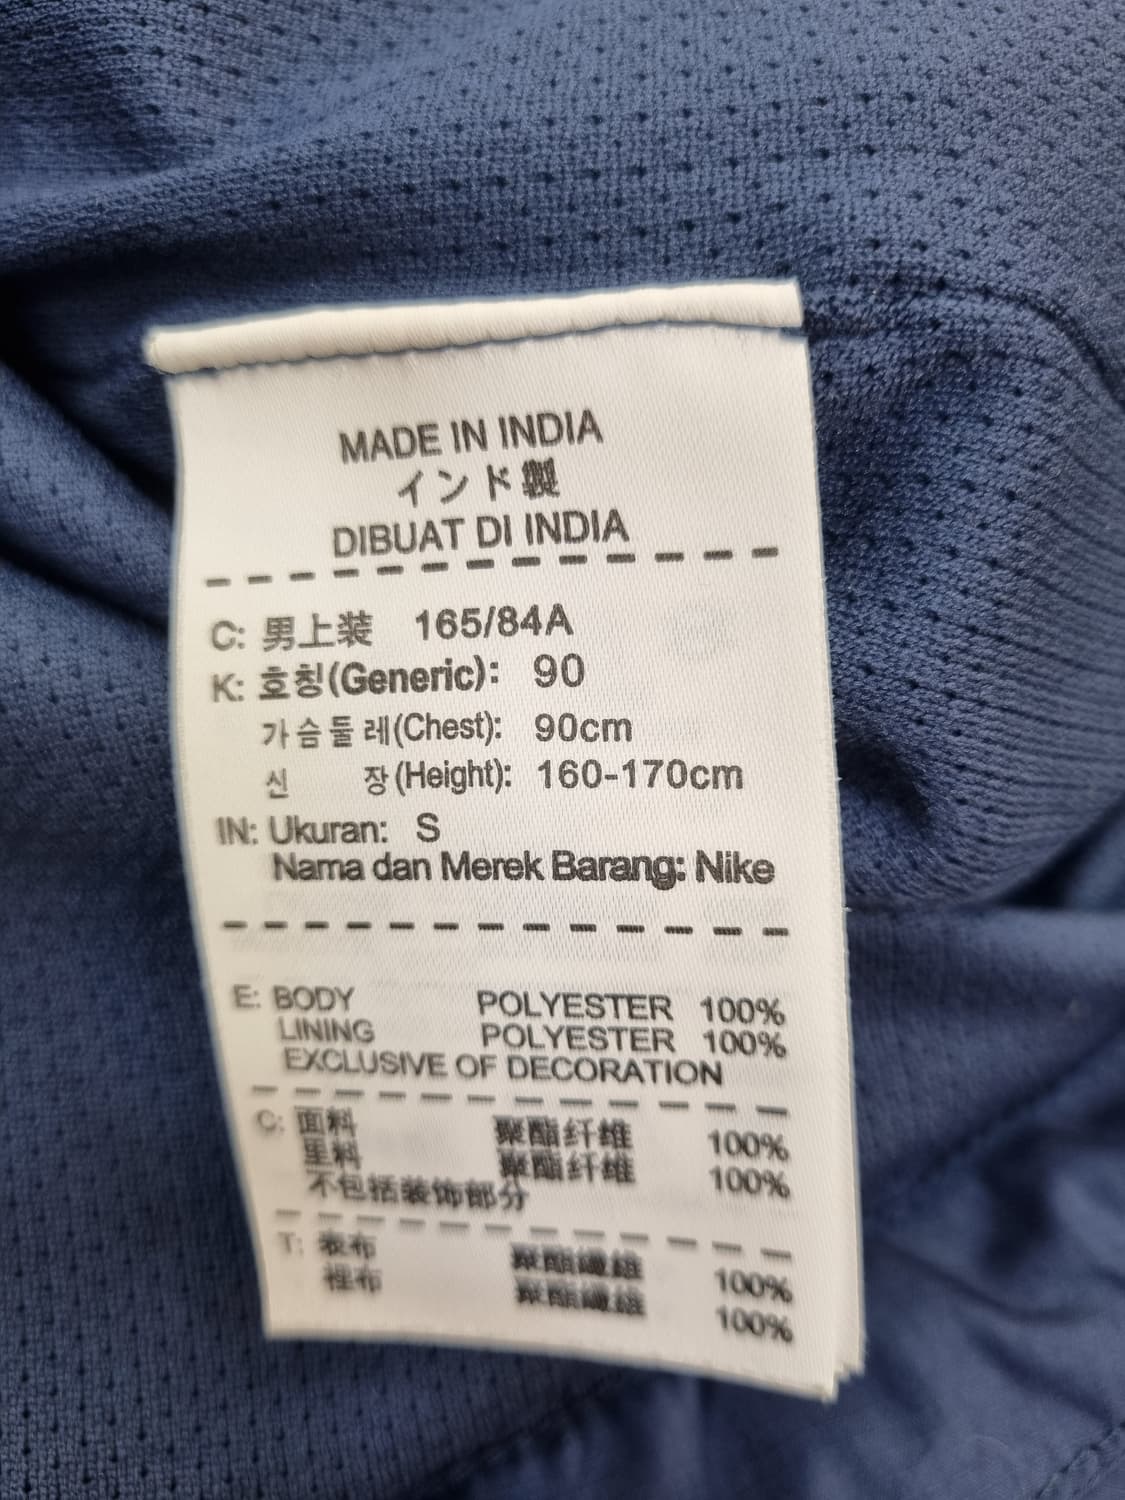 MADE IN INDIA
インド製
DIBUAT DI INDIA
C: 男上装 165/84A
K: 호칭(Generic): 90
가슴둘레(Chest): 90cm
신 장(Height): 160-170cm
IN: Ukuran: S
Nama dan Merek Barang: Nike
E: BODY POLYESTER 100%
LINING POLYESTER 100%
EXCLUSIVE OF DECORATION
C: 面料 聚酯纤维 100%
里料 聚酯纤维 100%
不包括装饰部分
T: 表布 聚酯纖維 100%
裡布 聚酯纖維 100%